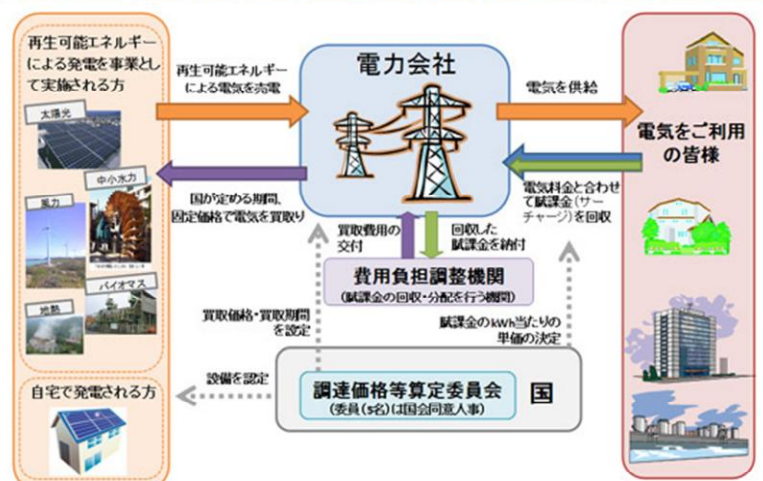 再生可能エネルギー
による発電を事業とし
て実施される方
太陽光
中小水力
風力
バイオマス
地熱
自宅で発電される方
再生可能エネルギー
による電気を売電
国が定める期間、
固定価格で電気を買取り
電力会社
電気を供給
電気料金と合わせ
て賦課金(サー
チャージ)を回収
電気をご利用
の皆様
買取費用の
交付
回収した
賦課金を納付
費用負担調整機関
(賦課金の回収・分配を行う機関)
買取価格・買取期間
を設定
賦課金のkWh当たりの
単価の決定
設備を認定
調達価格等算定委員会
(委員(5名)は国会同意人事)
国